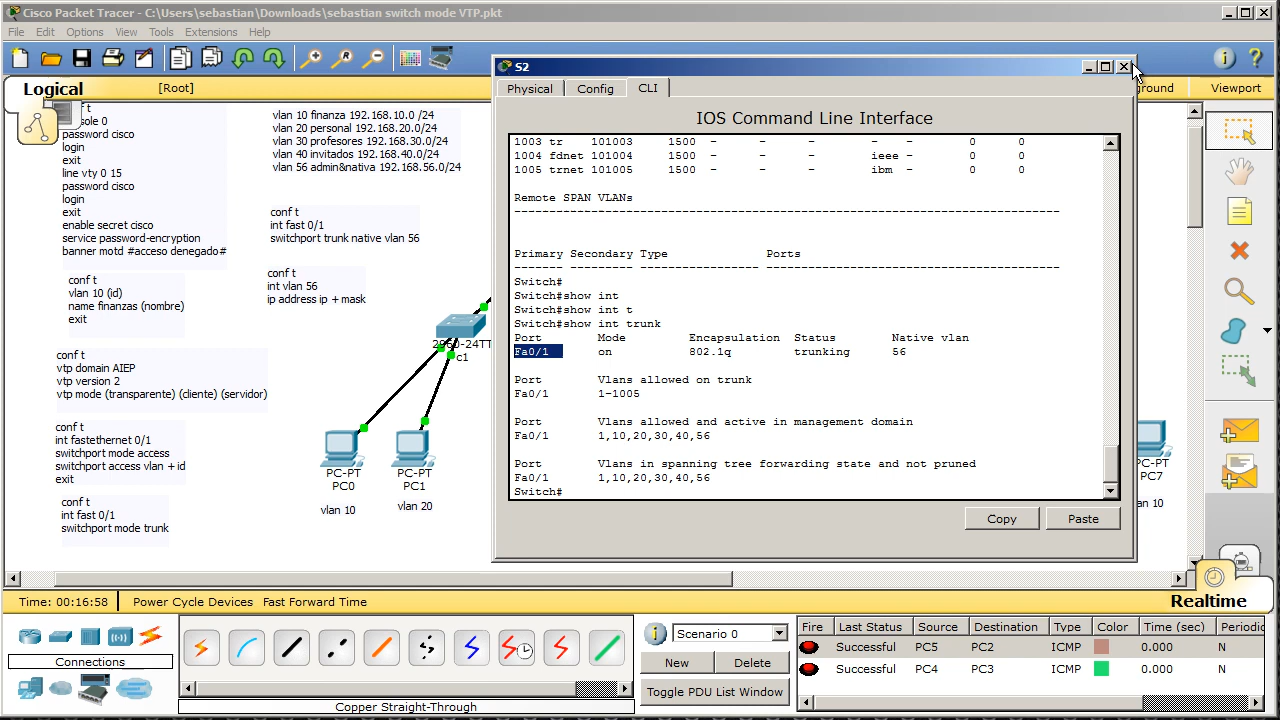 Cisco Packet Tracer - C:\Users\sebastian\Downloads\sebastian switch mode VTP.pkt
File Edit Options View Tools Extensions Help
Logical
[Root]
Viewport
conf t
password cisco
login
exit
line vty 0 15
password cisco
login
exit
enable secret cisco
service password-encryption
banner motd #acceso denegado#
conf t
vlan 10 (id)
name finanzas (nombre)
exit
conf t
vtp domain AIEP
vtp version 2
vtp mode (transparente) (cliente) (servidor)
conf t
int fastethernet 0/1
switchport mode access
switchport access vlan + id
exit
conf t
int fast 0/1
switchport mode trunk
vlan 10 finanza 192.168.10.0 /24
vlan 20 personal 192.168.20.0/24
vlan 30 profesores 192.168.30.0/24
vlan 40 invitados 192.168.40.0/24
vlan 56 admin&nativa 192.168.56.0/24
conf t
int fast 0/1
switchport trunk native vlan 56
conf t
int vlan 56
ip address ip + mask
2960-24TT
c1
PC-PT
PC0
vlan 10
PC-PT
PC1
vlan 20
PC-PT
PC7
S2
Physical Config CLI
IOS Command Line Interface
1003 tr 101003 1500 - - - - - 0 0
1004 fdnet 101004 1500 - - - ieee - 0 0
1005 trnet 101005 1500 - - - ibm - 0 0
Remote SPAN VLANs
------------------------------------------------------------------------------
Primary Secondary Type Ports
------------------------------------------------------------------------------
Switch#
Switch#show int
Switch#show int t
Switch#show int trunk
Port Mode Encapsulation Status Native vlan
Fa0/1 on 802.1q trunking 56
Port Vlans allowed on trunk
Fa0/1 1-1005
Port Vlans allowed and active in management domain
Fa0/1 1,10,20,30,40,56
Port Vlans in spanning tree forwarding state and not pruned
Fa0/1 1,10,20,30,40,56
Switch#
Copy Paste
Time: 00:16:58 Power Cycle Devices Fast Forward Time
Realtime
Connections
Copper Straight-Through
Scenario 0
New Delete
Toggle PDU List Window
Fire Last Status Source Destination Type Color Time (sec) Periodic
Successful PC5 PC2 ICMP 0.000 N
Successful PC4 PC3 ICMP 0.000 N